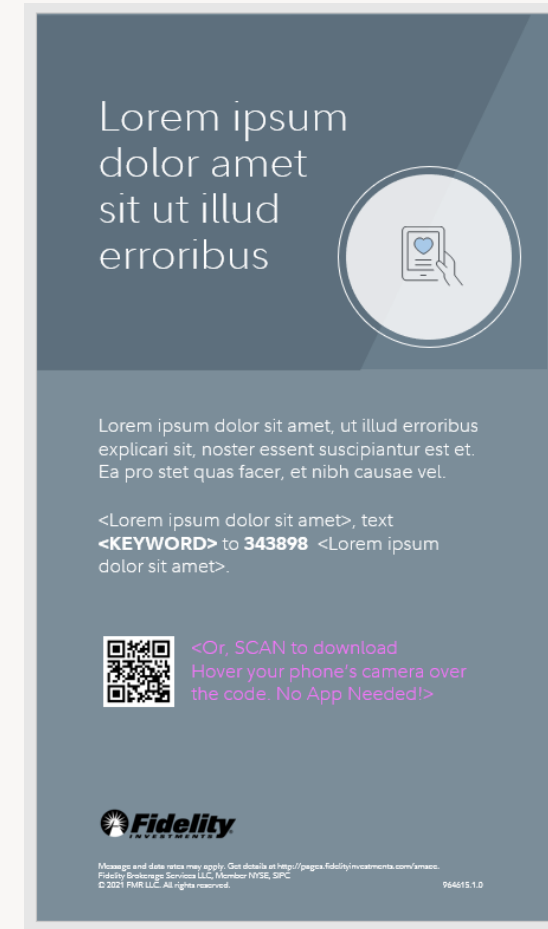 Lorem ipsum
dolor amet
sit ut illud
erroribus
Lorem ipsum dolor sit amet, ut illud erroribus
explicari sit, noster essent suscipiantur est et.
Ea pro stet quas facer, et nibh causae vel.
<Lorem ipsum dolor sit amet>, text
<KEYWORD> to 343898 <Lorem ipsum
dolor sit amet>.
<Or, SCAN to download
Hover your phone's camera over
the code. No App Needed!>
Fidelity
INVESTMENTS
Message and data rates may apply. Get details at http://pages.fidelityinvestments.com/smsee.
Fidelity Brokerage Services LLC, Member NYSE, SIPC
© 2021 FMR LLC. All rights reserved. 964615.1.0